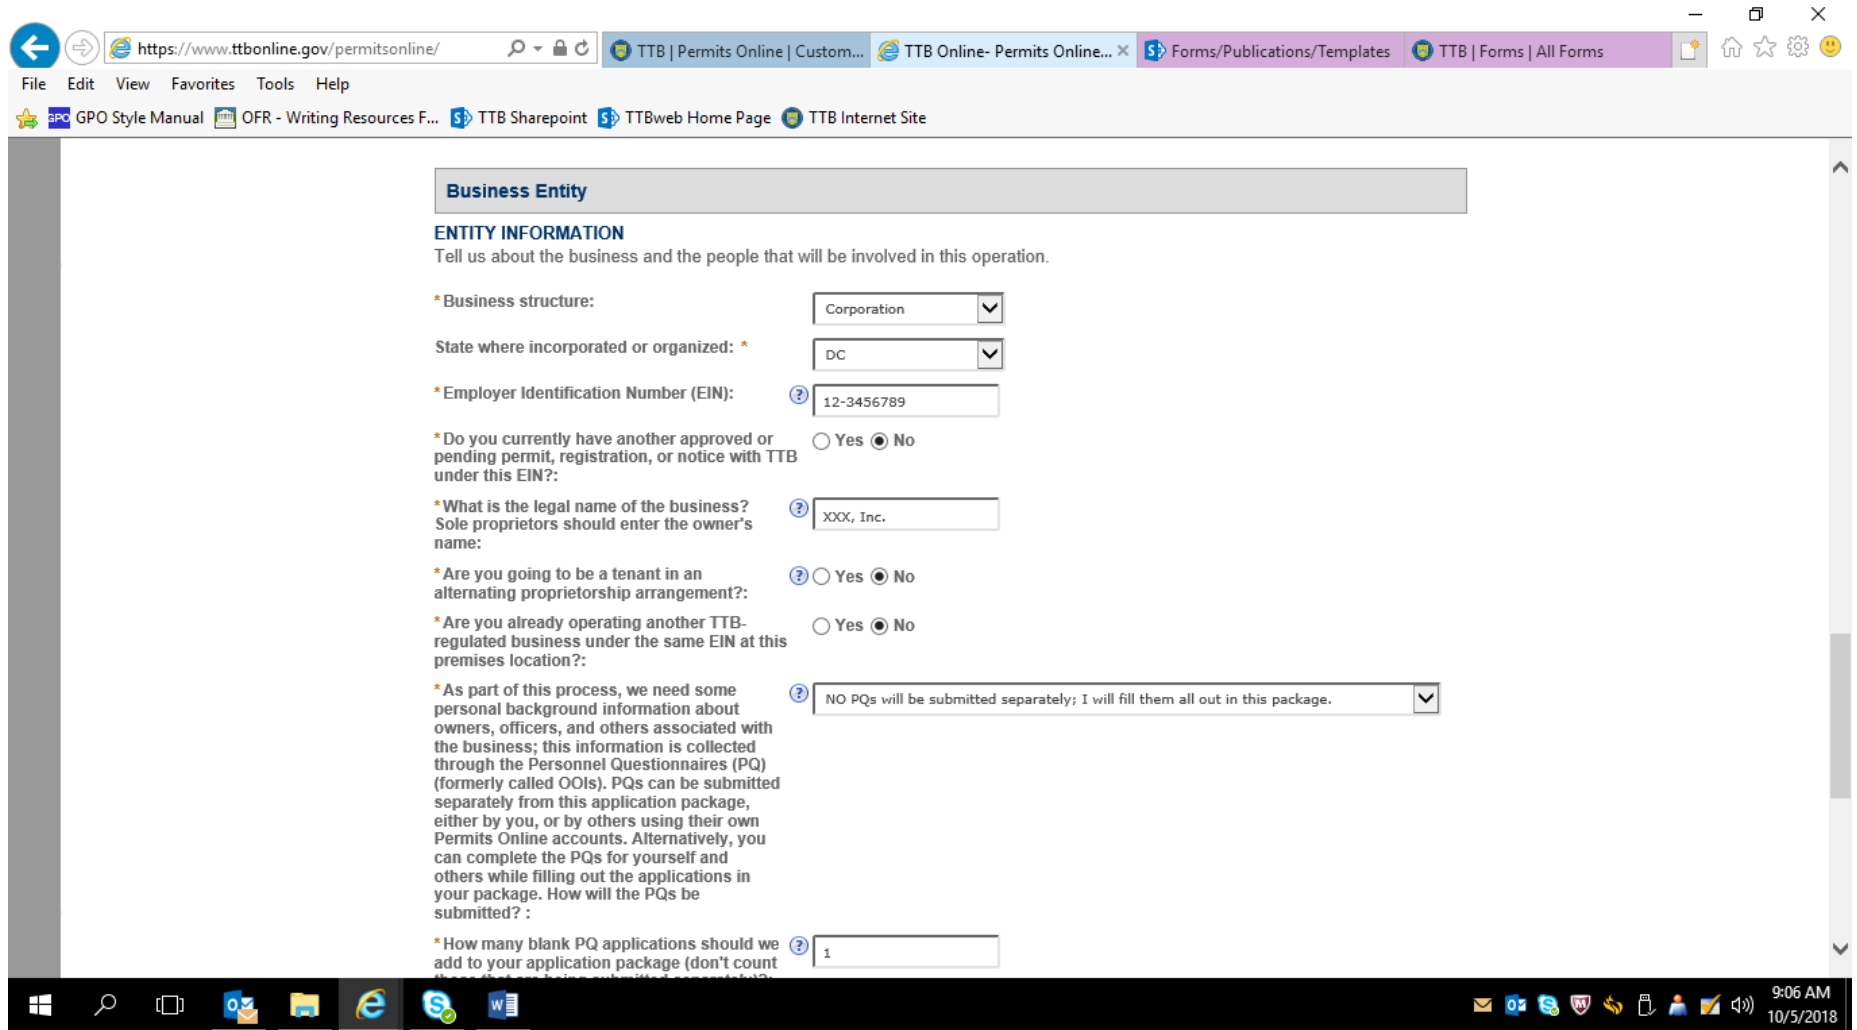 https://www.ttbonline.gov/permitsonline/
TTB | Permits Online | Custom...
TTB Online- Permits Online...
Forms/Publications/Templates
TTB | Forms | All Forms
File Edit View Favorites Tools Help
GPO GPO Style Manual OFR - Writing Resources F... TTB Sharepoint TTBweb Home Page TTB Internet Site
Business Entity
ENTITY INFORMATION
Tell us about the business and the people that will be involved in this operation.
*Business structure:
Corporation
State where incorporated or organized: *
DC
*Employer Identification Number (EIN):
12-3456789
*Do you currently have another approved or
pending permit, registration, or notice with TTB
under this EIN?:
Yes No
*What is the legal name of the business?
Sole proprietors should enter the owner's
name:
XXX, Inc.
*Are you going to be a tenant in an
alternating proprietorship arrangement?:
Yes No
*Are you already operating another TTB-
regulated business under the same EIN at this
premises location?:
Yes No
*As part of this process, we need some
personal background information about
owners, officers, and others associated with
the business; this information is collected
through the Personnel Questionnaires (PQ)
(formerly called OOIs). PQs can be submitted
separately from this application package,
either by you, or by others using their own
Permits Online accounts. Alternatively, you
can complete the PQs for yourself and
others while filling out the applications in
your package. How will the PQs be
submitted? :
NO PQs will be submitted separately; I will fill them all out in this package.
*How many blank PQ applications should we
add to your application package (don't count
those that are being submitted separately)?:
1
9:06 AM
10/5/2018